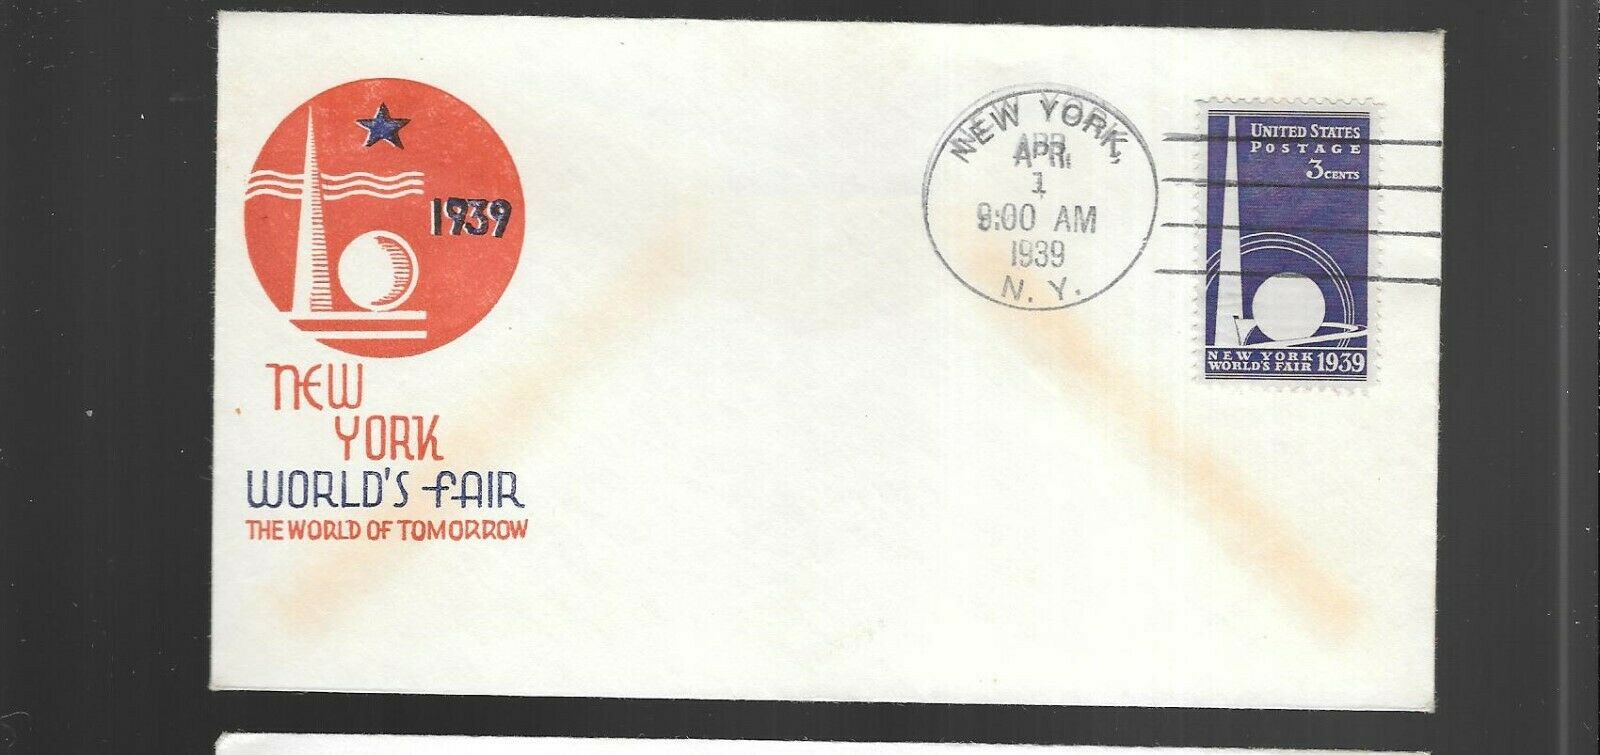 1939
NEW
YORK
WORLD'S FAIR
THE WORLD OF TOMORROW
NEW YORK,
APR.
1
9:00 AM
1939
N. Y.
UNITED STATES
POSTAGE
3 CENTS
NEW YORK
WORLD'S FAIR 1939